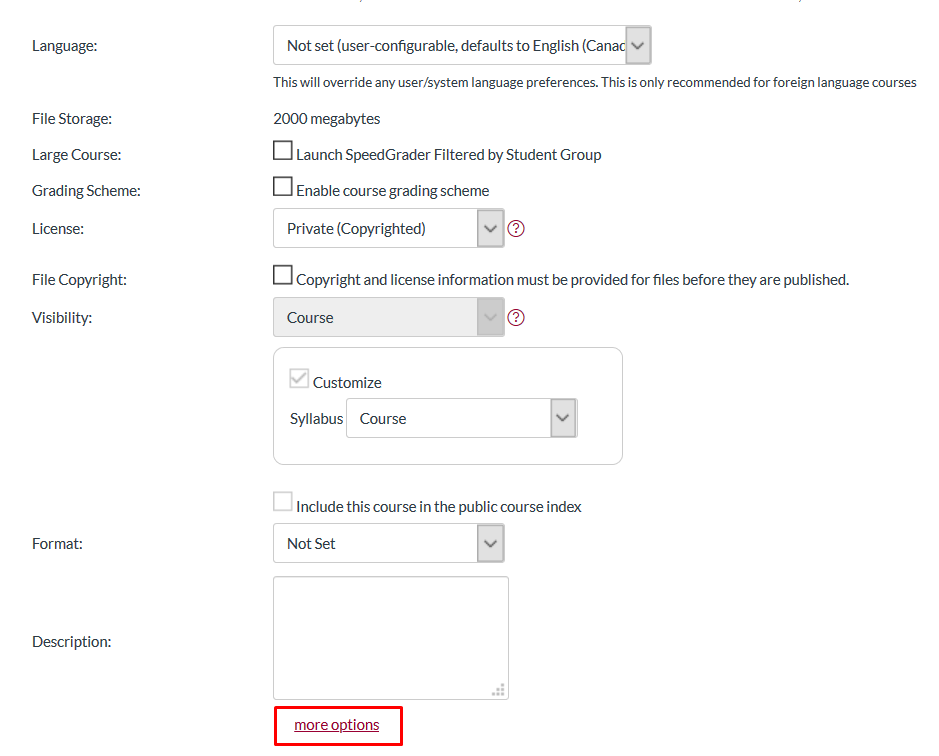 Language:
Not set (user-configurable, defaults to English (Canad
This will override any user/system language preferences. This is only recommended for foreign language courses
File Storage:
2000 megabytes
Large Course:
Launch SpeedGrader Filtered by Student Group
Grading Scheme:
Enable course grading scheme
License:
Private (Copyrighted)
?
File Copyright:
Copyright and license information must be provided for files before they are published.
Visibility:
Course
?
Customize
Syllabus
Course
Include this course in the public course index
Format:
Not Set
Description:
more options